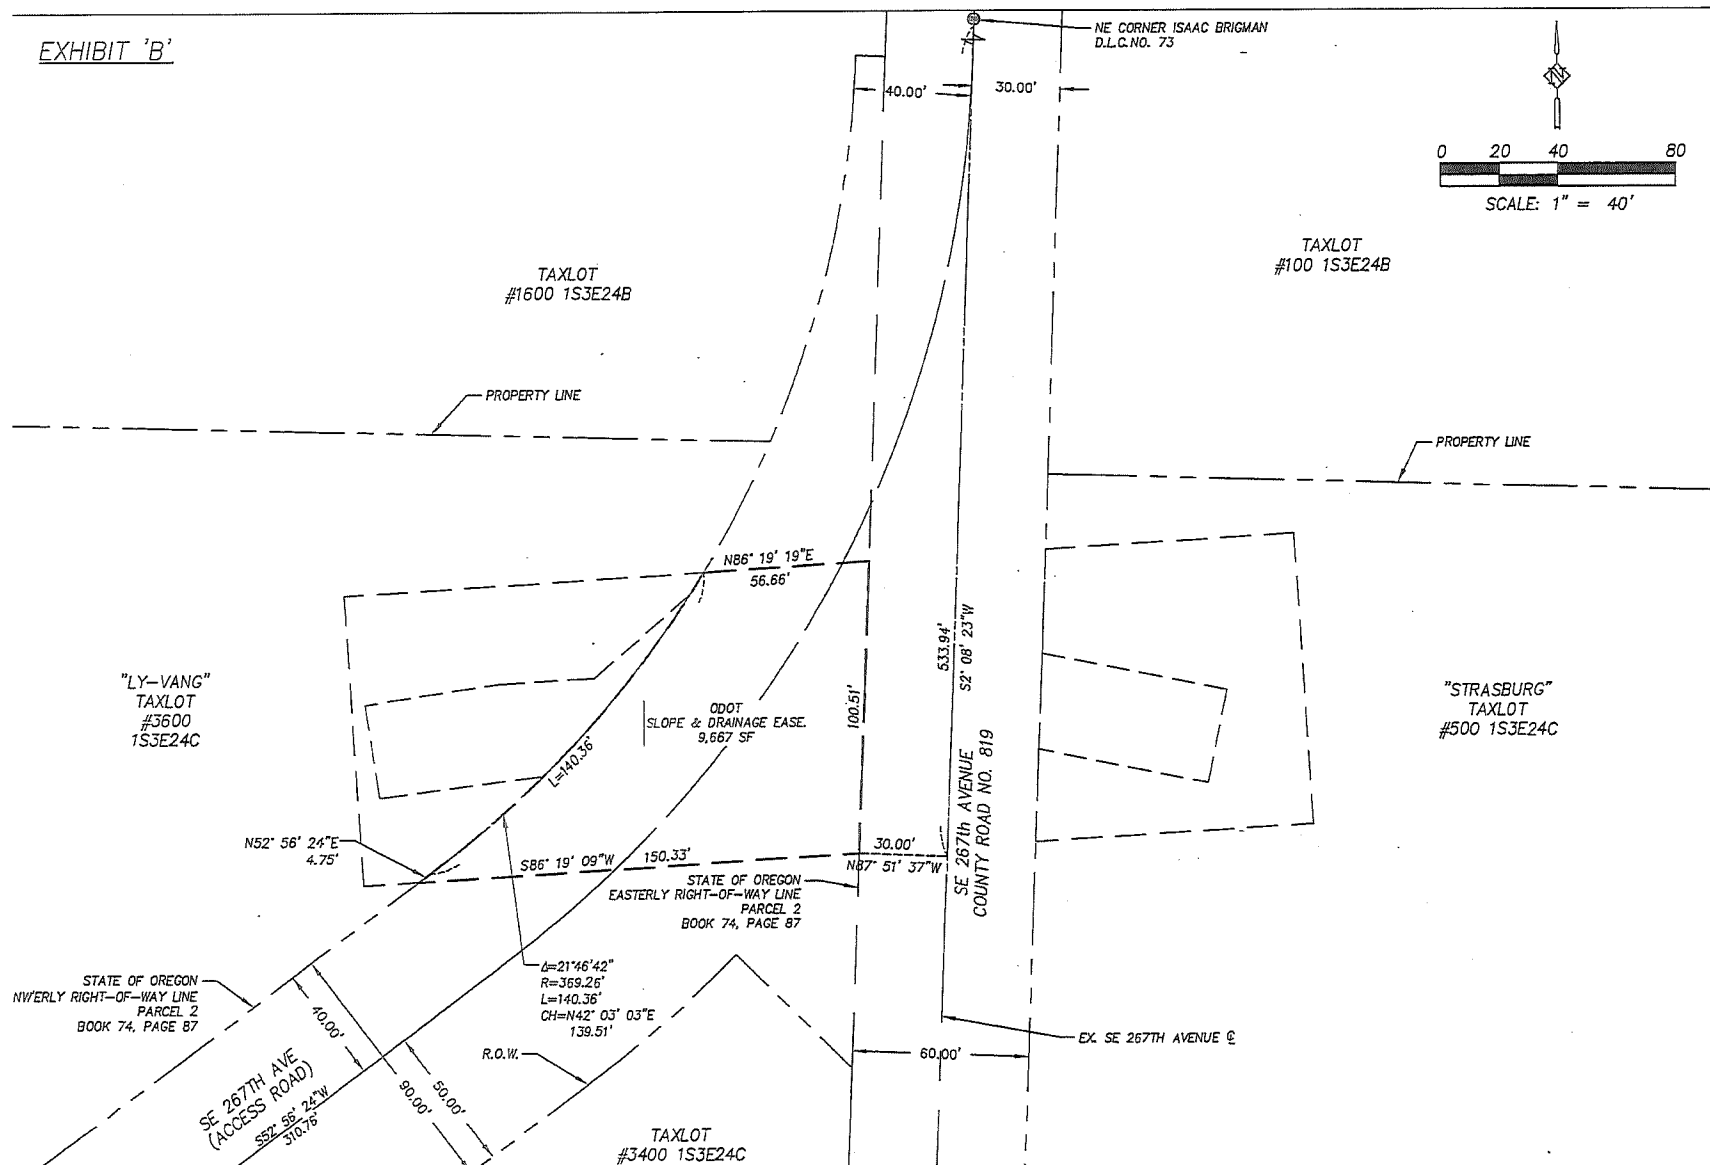 EXHIBIT 'B'
NE CORNER ISAAC BRIGMAN
D.L.C.NO. 73
40.00'
30.00'
N
0 20 40 80
SCALE: 1" = 40'
TAXLOT
#1600 1S3E24B
TAXLOT
#100 1S3E24B
PROPERTY LINE
PROPERTY LINE
N86° 19' 19"E
56.66'
533.94'
S2° 08' 23"W
"LY-VANG"
TAXLOT
#3600
1S3E24C
ODOT
SLOPE & DRAINAGE EASE.
9,667 SF
100.51'
L=140.36'
"STRASBURG"
TAXLOT
#500 1S3E24C
SE 267th AVENUE
COUNTY ROAD NO. 819
N52° 56' 24"E
4.75'
S86° 19' 09"W
150.33'
30.00'
N87° 51' 37"W
STATE OF OREGON
EASTERLY RIGHT-OF-WAY LINE
PARCEL 2
BOOK 74, PAGE 87
STATE OF OREGON
NW'ERLY RIGHT-OF-WAY LINE
PARCEL 2
BOOK 74, PAGE 87
Δ=21°46'42"
R=369.26'
L=140.36'
CH=N42° 03' 03"E
139.51'
40.00'
90.00'
50.00'
R.O.W.
60.00'
EX. SE 267TH AVENUE ℄
SE 267TH AVE
(ACCESS ROAD)
S52° 56' 24"W
310.76'
TAXLOT
#3400 1S3E24C